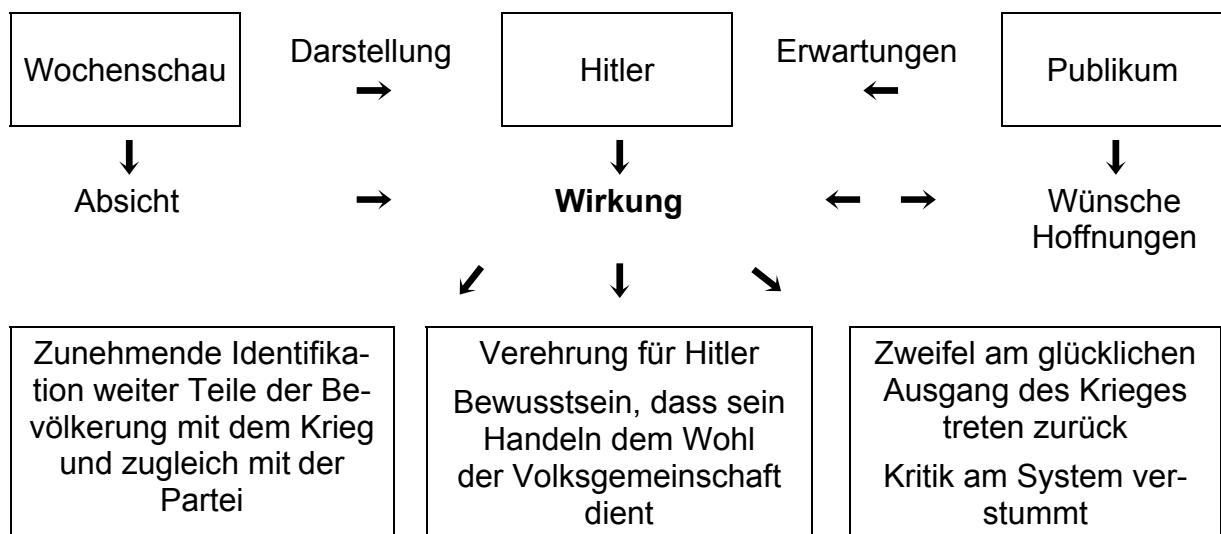 Wochenschau
Darstellung
Hitler
Erwartungen
Publikum
Absicht
Wirkung
Wünsche
Hoffnungen
Zunehmende Identifika-
tion weiter Teile der Be-
völkerung mit dem Krieg
und zugleich mit der
Partei
Verehrung für Hitler
Bewusstsein, dass sein
Handeln dem Wohl
der Volksgemeinschaft
dient
Zweifel am glücklichen
Ausgang des Krieges
treten zurück
Kritik am System ver-
stummt